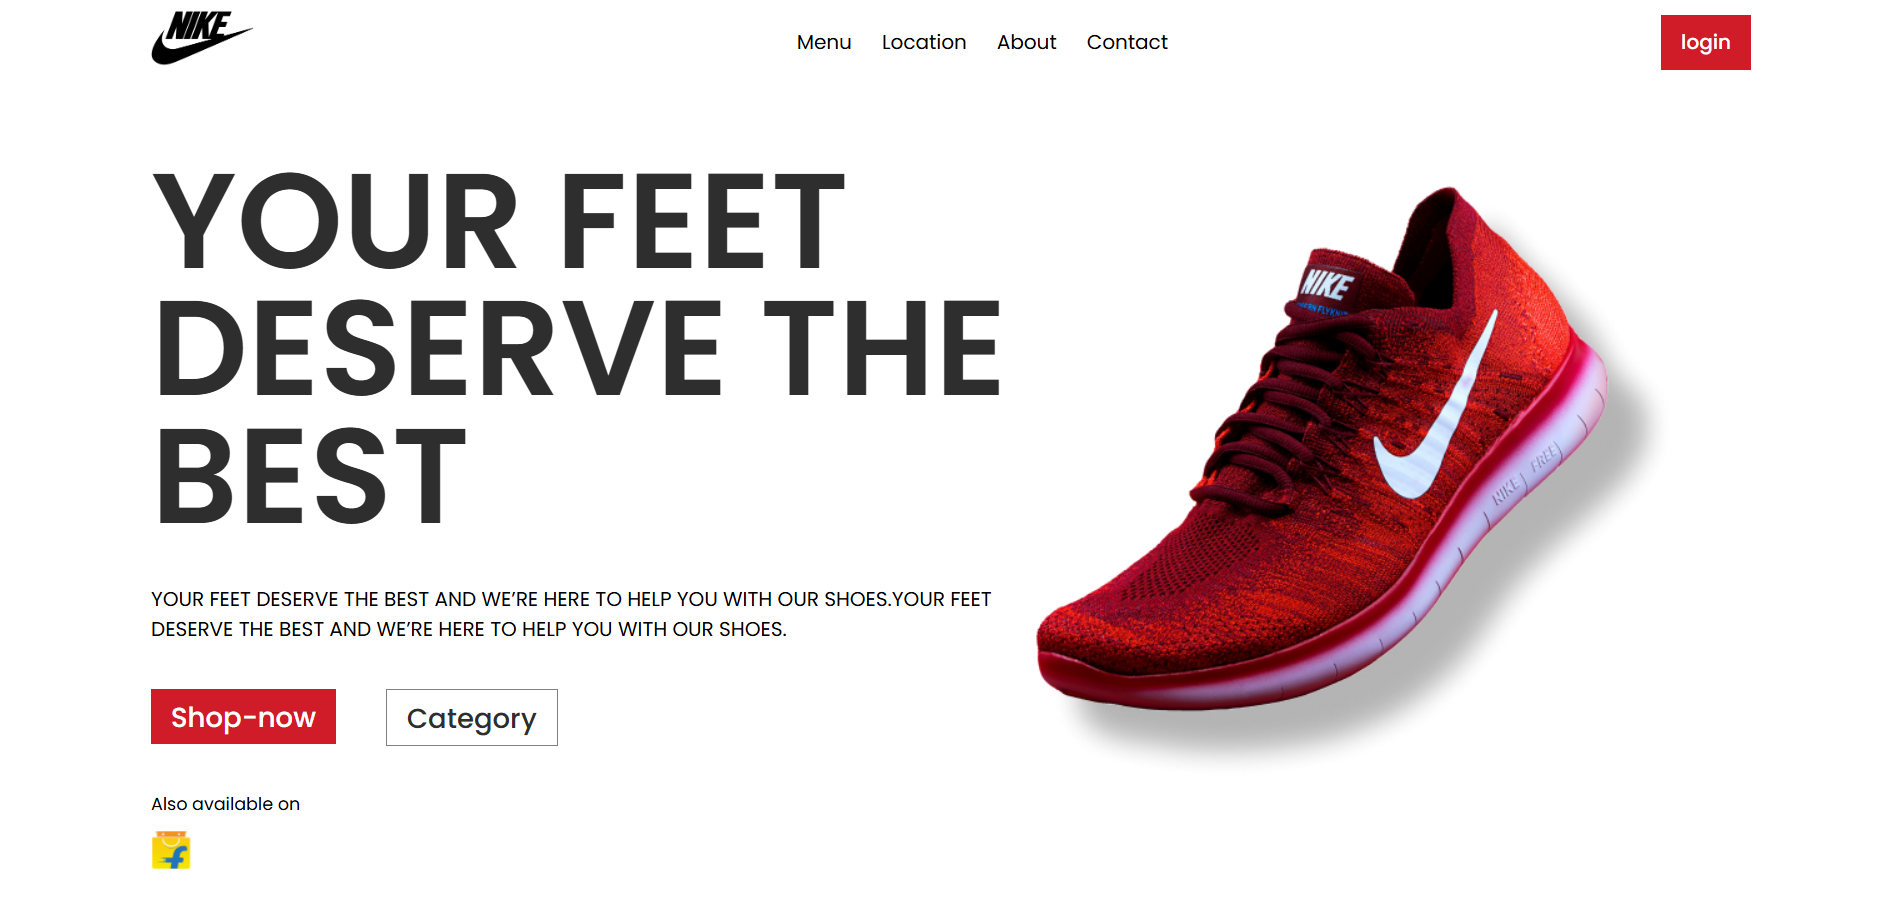 NIKE
Menu Location About Contact
login
YOUR FEET
DESERVE THE
BEST
NIKE
YOUR FEET DESERVE THE BEST AND WE’RE HERE TO HELP YOU WITH OUR SHOES.YOUR FEET
DESERVE THE BEST AND WE’RE HERE TO HELP YOU WITH OUR SHOES.
NIKE FREE
Shop-now Category
Also available on
f